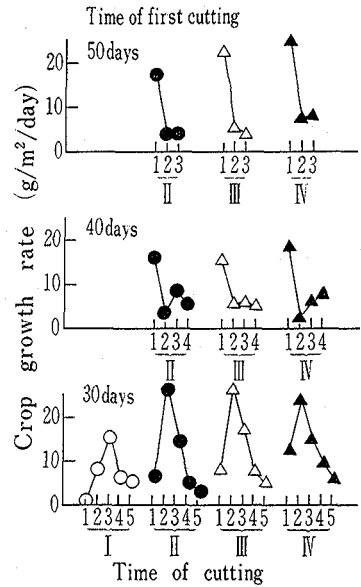 Time of first cutting
50days
20
10
0
123 123 123
II III IV
40days
20
10
0
1234 1234 1234
II III IV
30days
20
10
0
12345 12345 12345 12345
I II III IV
Time of cutting
Crop growth rate (g/m²/day)